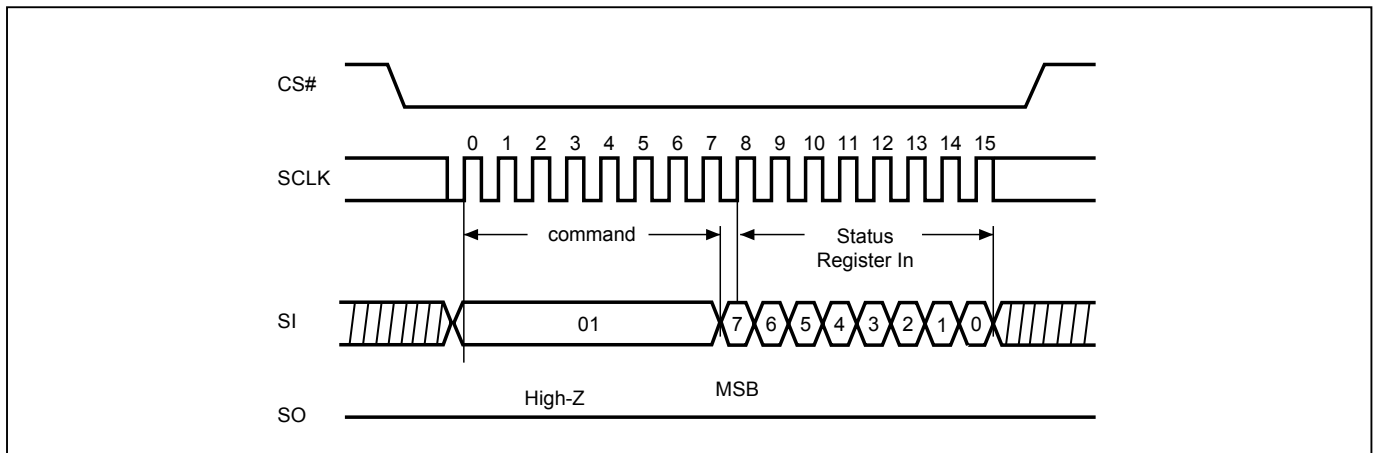 CS#
0 1 2 3 4 5 6 7 8 9 10 11 12 13 14 15
SCLK
command
Status
Register In
SI
01
7 6 5 4 3 2 1 0
High-Z
MSB
SO